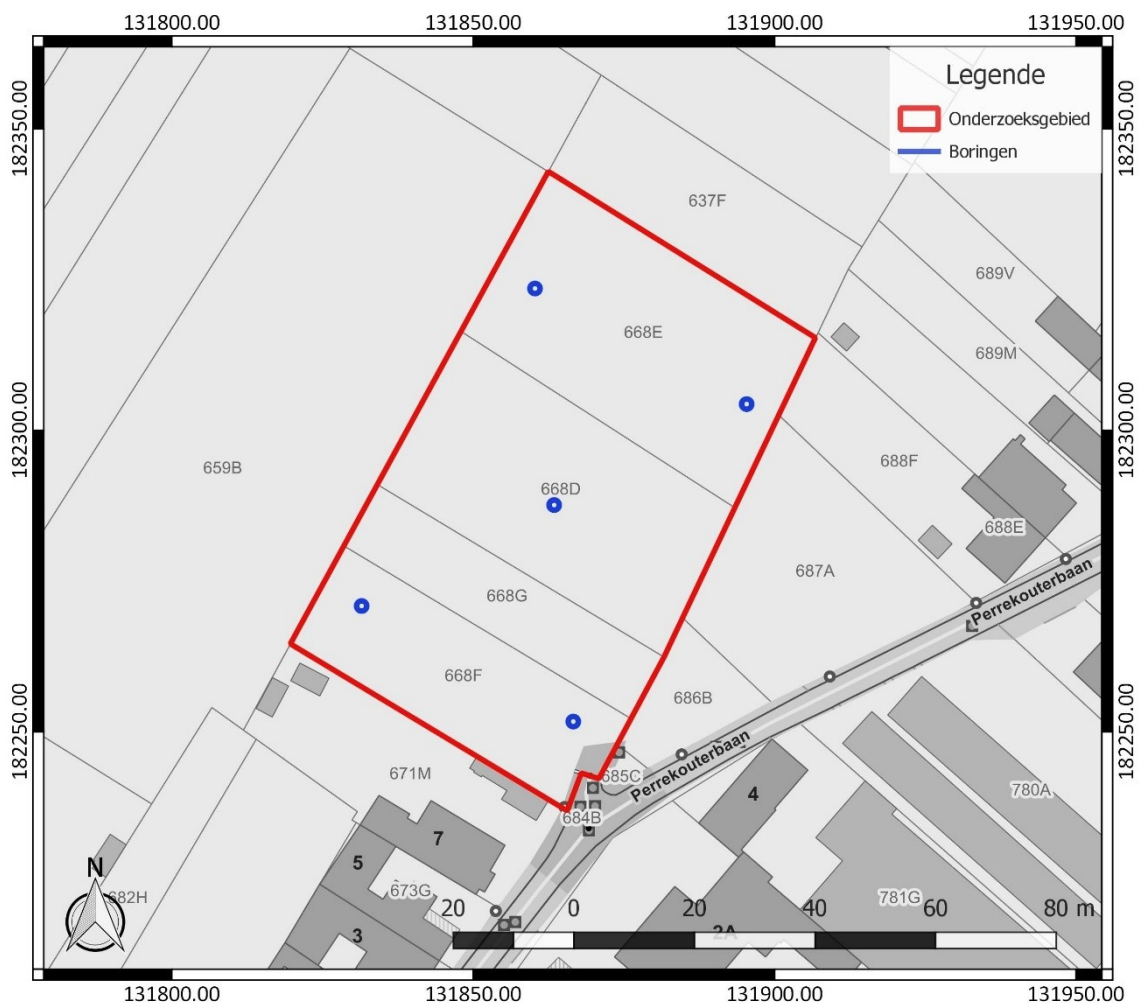 131800.00 131850.00 131900.00 131950.00
182350.00
182300.00
182250.00
182350.00
182300.00
182250.00
Legende
Onderzoeksgebied
Boringen
637F
689V
668E
689M
659B
688F
668D
688E
687A
668G
Perrekouterbaan
668F
686B
Perrekouterbaan
671M
685C
780A
4
684B
7
5
673G
781G
N
682H
3
2A
20 0 20 40 60 80 m
131800.00 131850.00 131900.00 131950.00